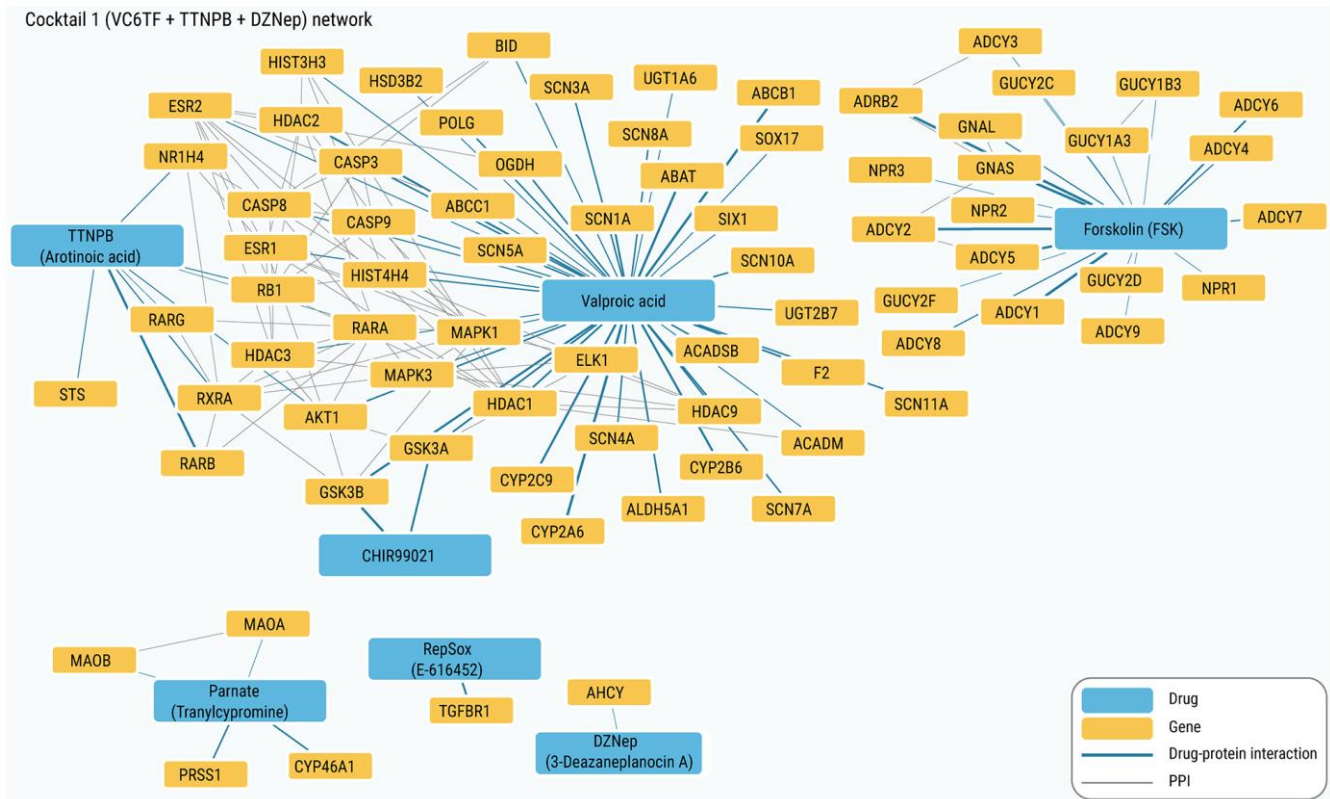 Cocktail 1 (VC6TF + TTNPB + DZNep) network
BID
ADCY3
HIST3H3
HSD3B2
SCN3A
UGT1A6
ABCB1
GUCY2C
GUCY1B3
ESR2
HDAC2
POLG
SCN8A
SOX17
ADRB2
GNAL
ADCY6
GUCY1A3
ADCY4
NR1H4
CASP3
OGDH
ABAT
NPR3
GNAS
CASP8
CASP9
ABCC1
SCN1A
SIX1
NPR2
ADCY7
TTNPB
(Arotinoic acid)
ESR1
SCN5A
SCN10A
ADCY2
Forskolin (FSK)
ADCY5
HIST4H4
RB1
Valproic acid
UGT2B7
GUCY2F
GUCY2D
NPR1
RARG
RARA
MAPK1
ADCY1
ADCY9
ADCY8
HDAC3
ELK1
ACADSB
MAPK3
F2
STS
RXRA
SCN11A
AKT1
HDAC1
HDAC9
GSK3A
SCN4A
ACADM
RARB
CYP2B6
GSK3B
CYP2C9
ALDH5A1
SCN7A
CYP2A6
CHIR99021
MAOA
MAOB
RepSox
(E-616452)
Parnate
(Tranylcypromine)
TGFBR1
AHCY
DZNep
(3-Deazaneplanocin A)
PRSS1
CYP46A1
Drug
Gene
Drug-protein interaction
PPI